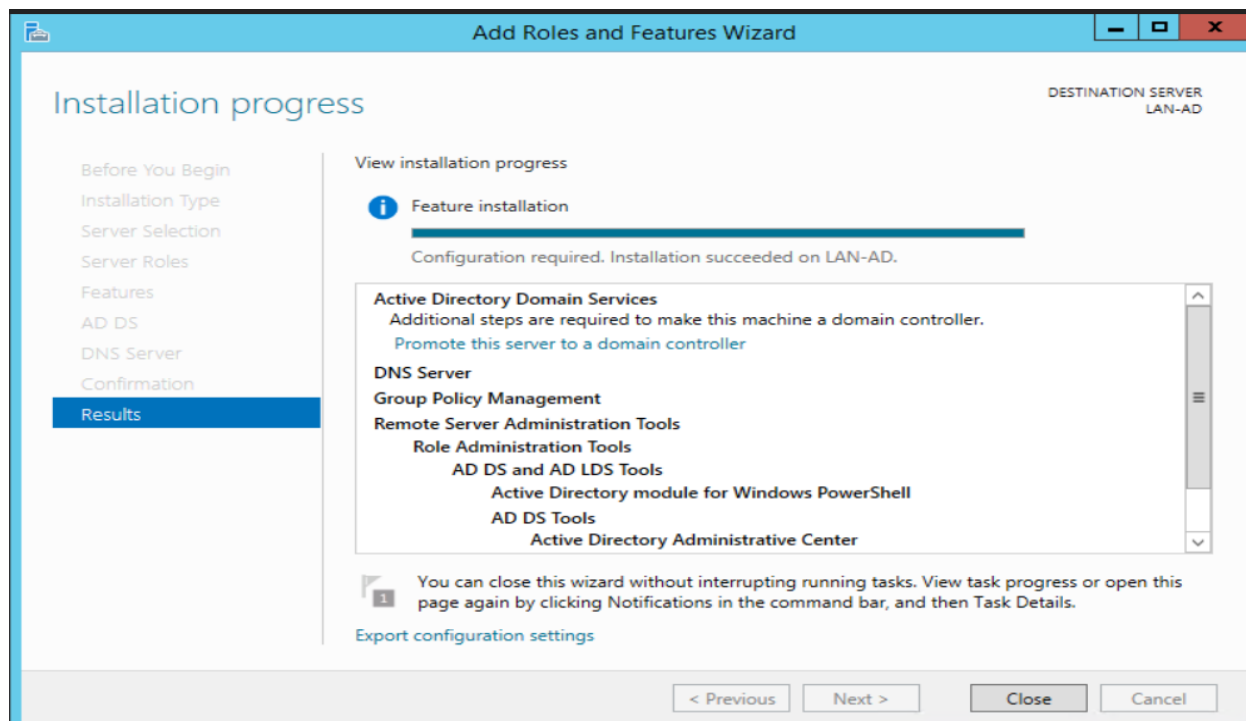 Add Roles and Features Wizard
Installation progress
DESTINATION SERVER
LAN-AD
Before You Begin
Installation Type
Server Selection
Server Roles
Features
AD DS
DNS Server
Confirmation
Results
View installation progress
Feature installation
Configuration required. Installation succeeded on LAN-AD.
Active Directory Domain Services
Additional steps are required to make this machine a domain controller.
Promote this server to a domain controller
DNS Server
Group Policy Management
Remote Server Administration Tools
Role Administration Tools
AD DS and AD LDS Tools
Active Directory module for Windows PowerShell
AD DS Tools
Active Directory Administrative Center
1
You can close this wizard without interrupting running tasks. View task progress or open this
page again by clicking Notifications in the command bar, and then Task Details.
Export configuration settings
< Previous
Next >
Close
Cancel